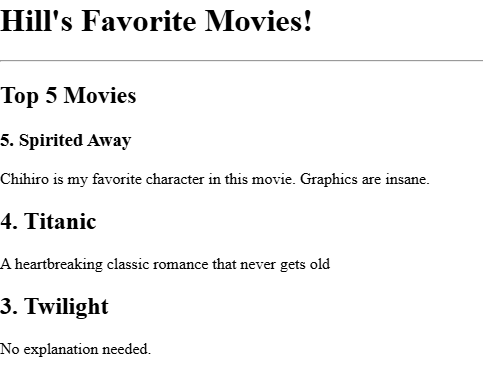 Hill's Favorite Movies!
Top 5 Movies
5. Spirited Away
Chihiro is my favorite character in this movie. Graphics are insane.
4. Titanic
A heartbreaking classic romance that never gets old
3. Twilight
No explanation needed.